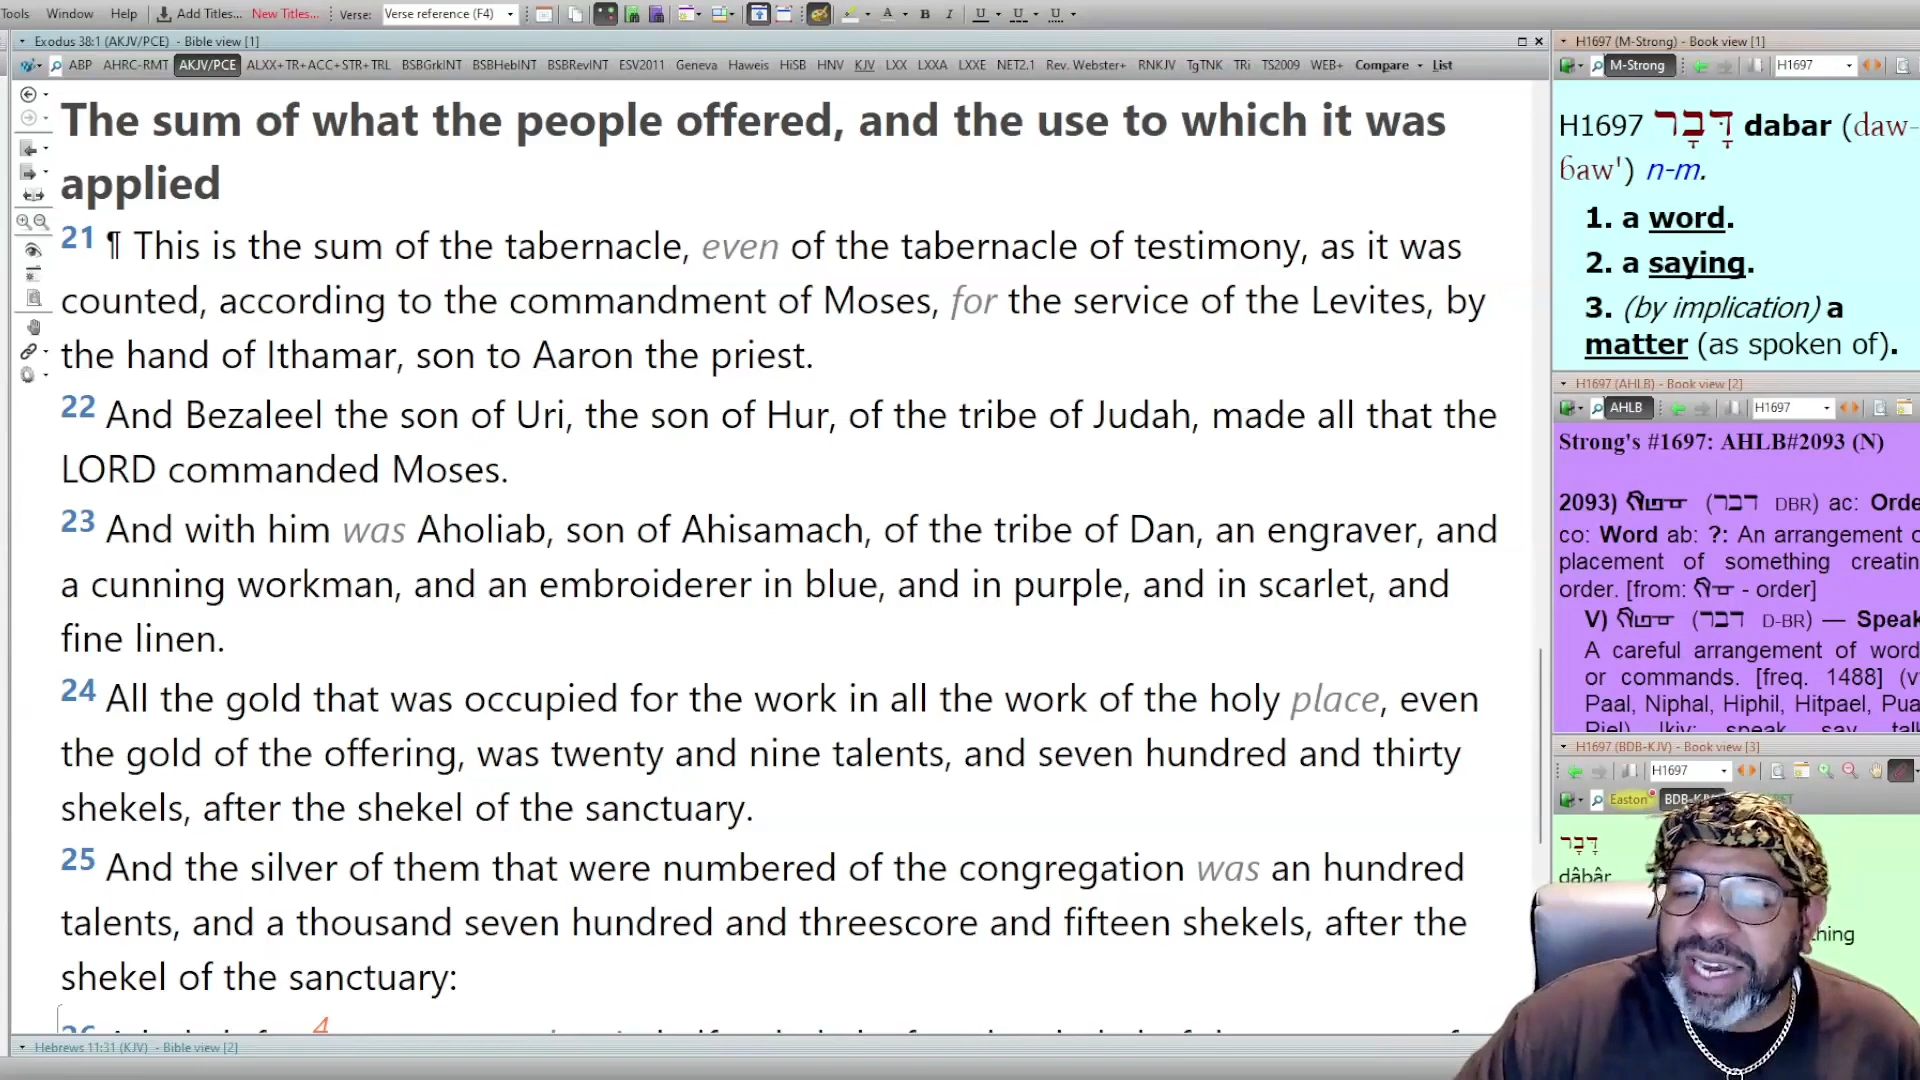 Tools Window Help Add Titles... New Titles... Verse: Verse reference (F4)
Exodus 38:1 (AKJV/PCE) - Bible view [1]
ABP AHRC-RMT AKJV/PCE ALXX+TR+ACC+STR+TRL BSBGrkINT BSBHebINT BSBRevINT ESV2011 Geneva Haweis HiSB HNV KJV LXX LXXA LXXE NET2.1 Rev. Webster+ RNKJV TgTNK TRi TS2009 WEB+ Compare List
The sum of what the people offered, and the use to which it was
applied
21 ¶ This is the sum of the tabernacle, even of the tabernacle of testimony, as it was
counted, according to the commandment of Moses, for the service of the Levites, by
the hand of Ithamar, son to Aaron the priest.
22 And Bezaleel the son of Uri, the son of Hur, of the tribe of Judah, made all that the
LORD commanded Moses.
23 And with him was Aholiab, son of Ahisamach, of the tribe of Dan, an engraver, and
a cunning workman, and an embroiderer in blue, and in purple, and in scarlet, and
fine linen.
24 All the gold that was occupied for the work in all the work of the holy place, even
the gold of the offering, was twenty and nine talents, and seven hundred and thirty
shekels, after the shekel of the sanctuary.
25 And the silver of them that were numbered of the congregation was an hundred
talents, and a thousand seven hundred and threescore and fifteen shekels, after the
shekel of the sanctuary:
4
Hebrews 11:31 (KJV) - Bible view [2]
H1697 (M-Strong) - Book view [1]
M-Strong H1697
H1697 דָּבָר dabar (daw-
baw') n-m.
1. a word.
2. a saying.
3. (by implication) a
matter (as spoken of).
H1697 (AHLB) - Book view [2]
AHLB H1697
Strong's #1697: AHLB#2093 (N)
2093) (דבר DBR) ac: Orde
co: Word ab: ?: An arrangement o
placement of something creatin
order. [from: - order]
V) (דבר D-BR) — Speak
A careful arrangement of word
or commands. [freq. 1488] (v
Paal, Niphal, Hiphil, Hitpael, Pua
Piel) |kjv: speak, say, talk
H1697 (BDB-KJV) - Book view [3]
H1697
Easton BDB-KJV
דָּבָר
dâbâr
thing